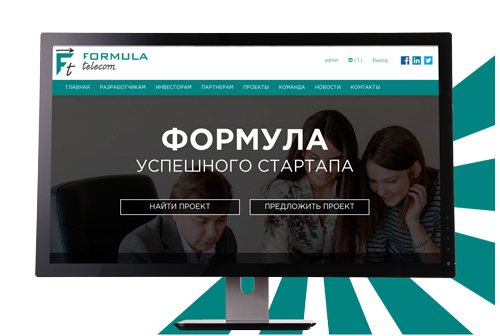 FORMULA
telecom
admin
( 1 )
Выход
ГЛАВНАЯ РАЗРАБОТЧИКАМ ИНВЕСТОРАМ ПАРТНЕРАМ ПРОЕКТЫ КОМАНДА НОВОСТИ КОНТАКТЫ
ФОРМУЛА
УСПЕШНОГО СТАРТАПА
НАЙТИ ПРОЕКТ
ПРЕДЛОЖИТЬ ПРОЕКТ